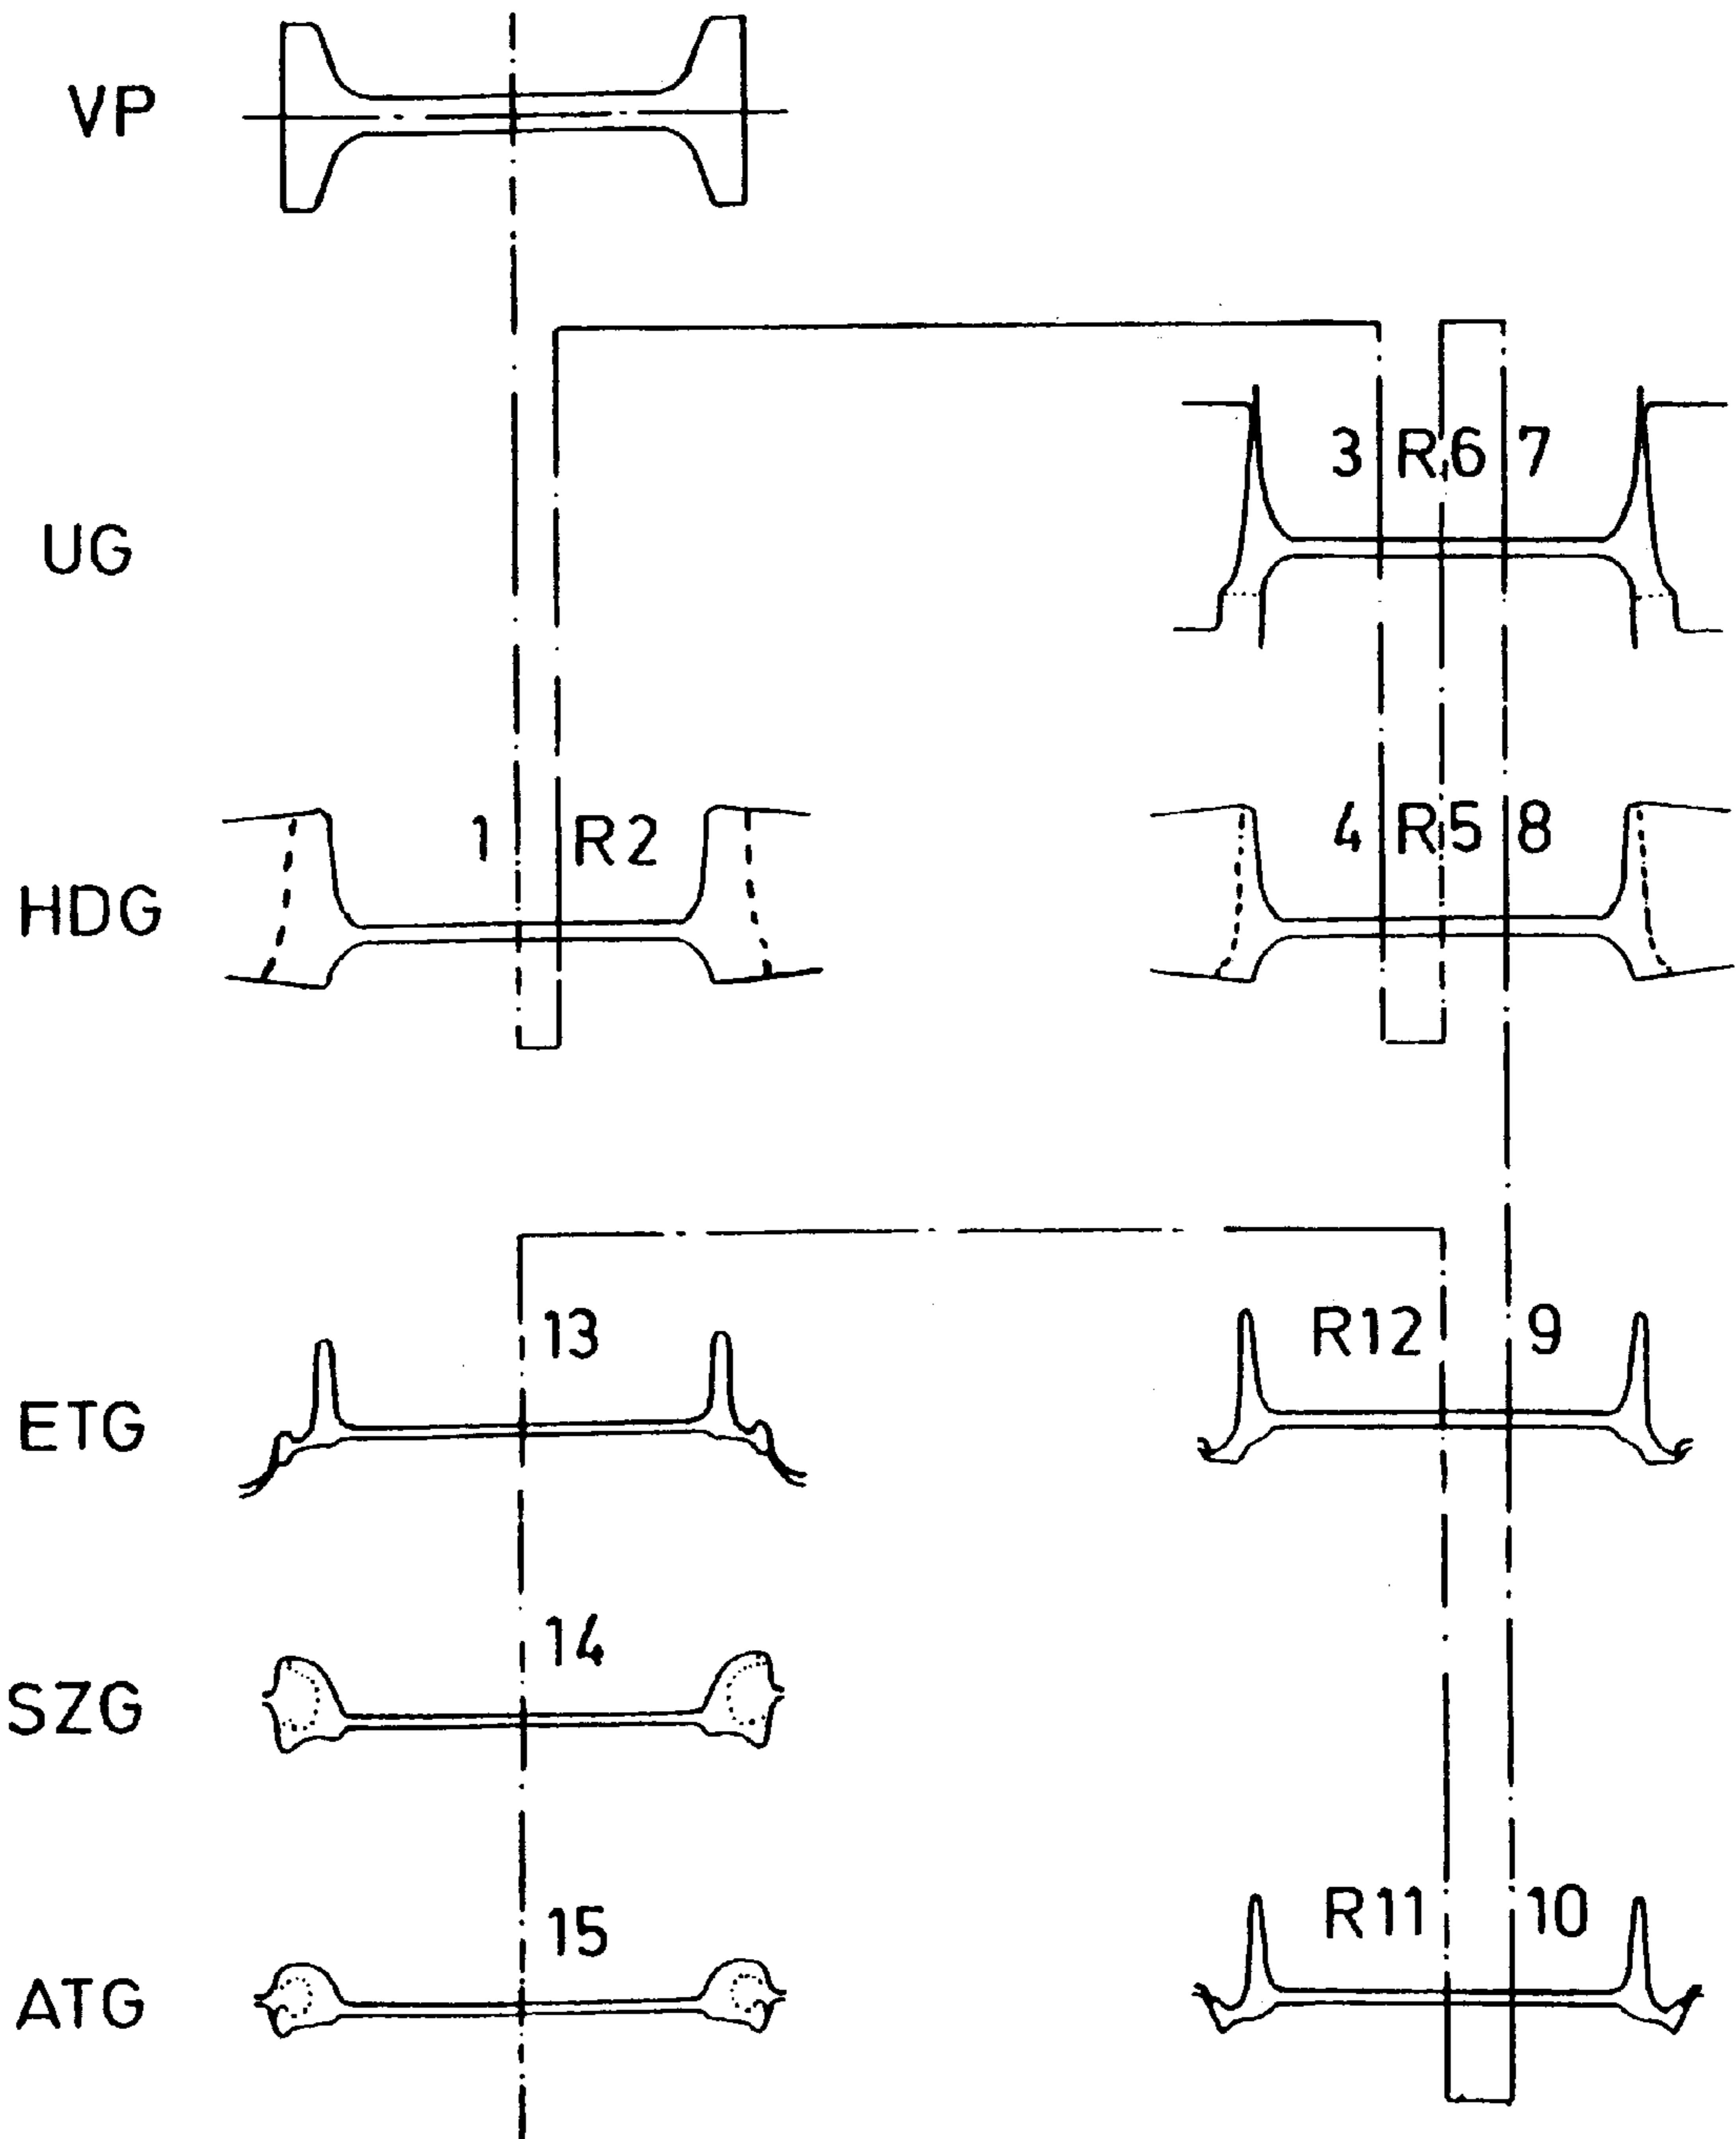 VP
UG 3 R6 7
HDG 1 R2 4 R5 8
ETG 13 R12 9
SZG 14
ATG 15 R11 10